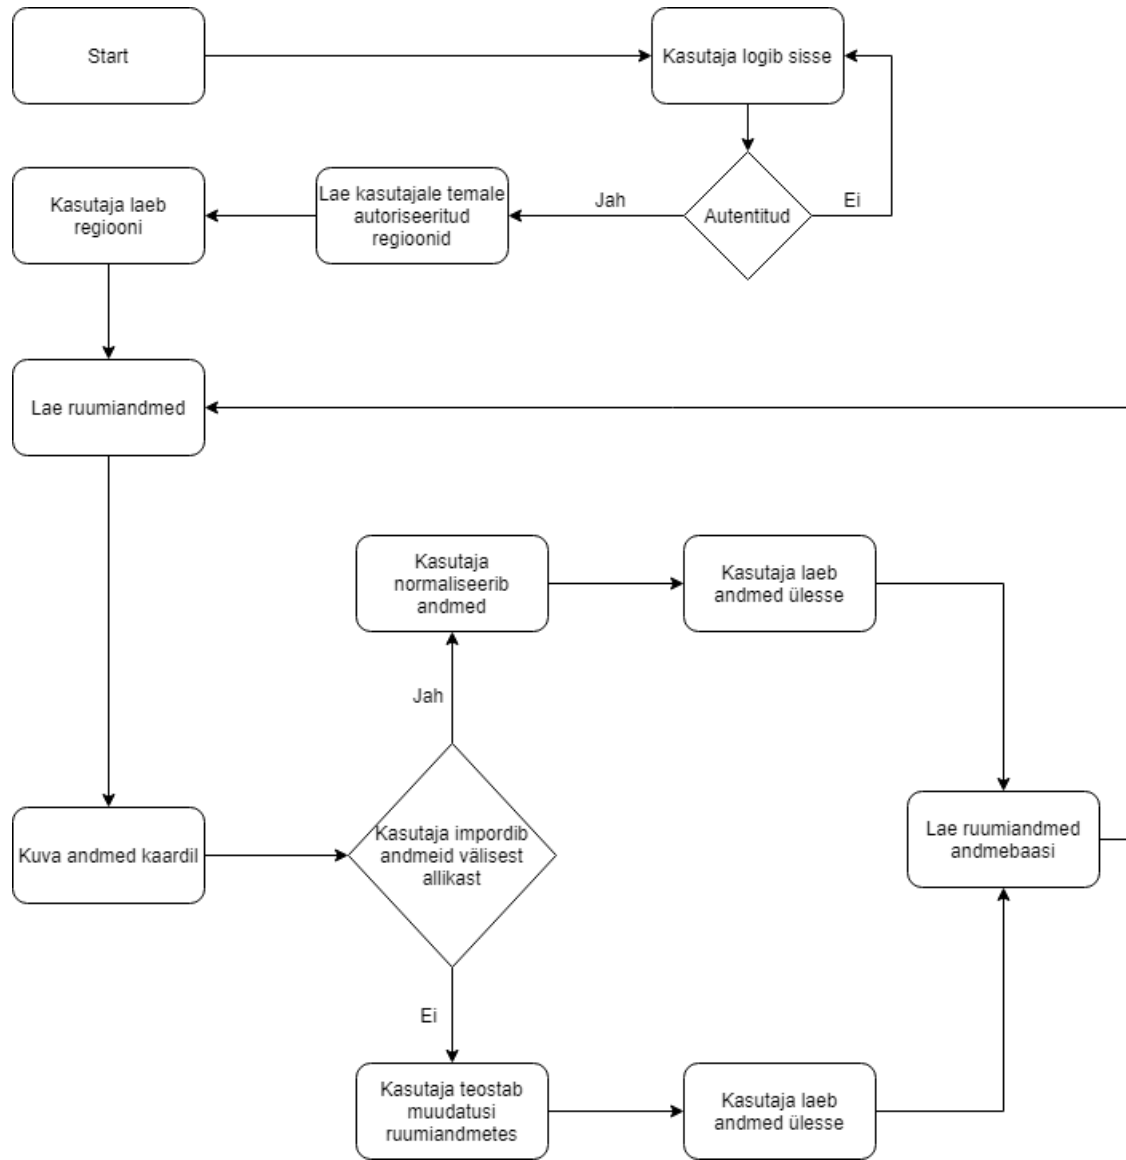 Start
Kasutaja logib sisse
Kasutaja laeb
regiooni
Lae kasutajale temale
autoriseeritud
regioonid
Jah
Autentitud
Ei
Lae ruumiandmed
Kasutaja
normaliseerib
andmed
Kasutaja laeb
andmed ülesse
Jah
Kuva andmed kaardil
Kasutaja impordib
andmeid välisest
allikast
Lae ruumiandmed
andmebaasi
Ei
Kasutaja teostab
muudatusi
ruumiandmetes
Kasutaja laeb
andmed ülesse